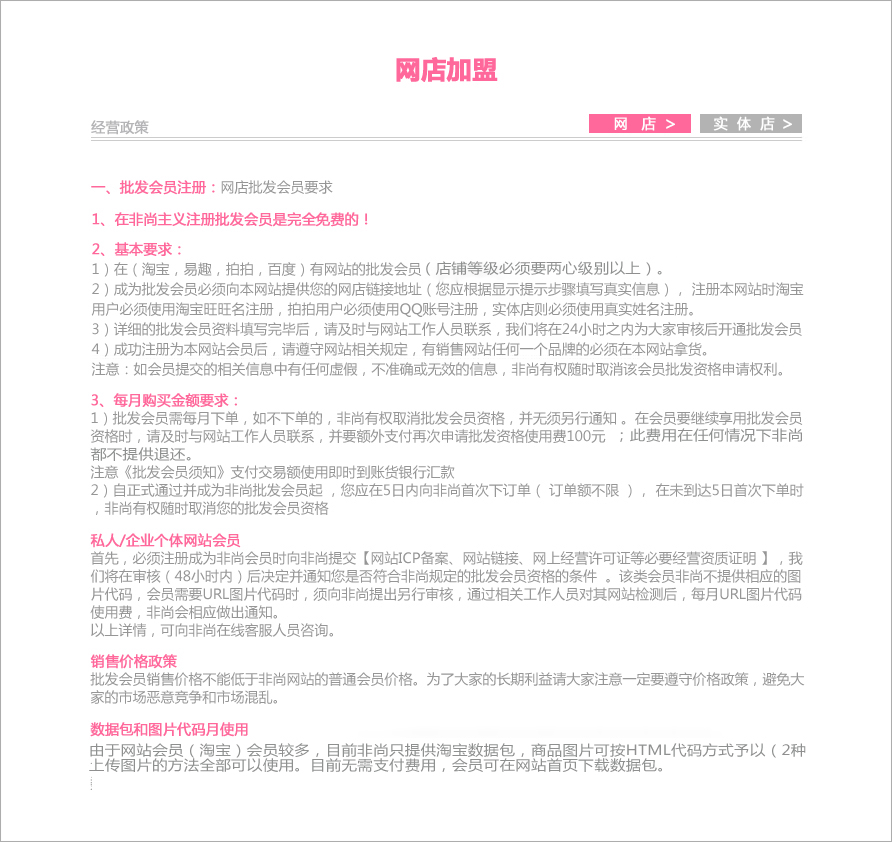 网店加盟
经营政策
网 店 >
实 体 店 >
一、批发会员注册：网店批发会员要求
1、在非尚主义注册批发会员是完全免费的！
2、基本要求：
1）在（淘宝，易趣，拍拍，百度）有网站的批发会员（店铺等级必须要两心级别以上）。
2）成为批发会员必须向本网站提供您的网店链接地址（您应根据显示提示步骤填写真实信息），注册本网站时淘宝
用户必须使用淘宝旺旺名注册，拍拍用户必须使用QQ账号注册，实体店则必须使用真实姓名注册。
3）详细的批发会员资料填写完毕后，请及时与网站工作人员联系，我们将在24小时之内为大家审核后开通批发会员
4）成功注册为本网站会员后，请遵守网站相关规定，有销售网站任何一个品牌的必须在本网站拿货。
注意：如会员提交的相关信息中有任何虚假，不准确或无效的信息，非尚有权随时取消该会员批发资格申请权利。
3、每月购买金额要求：
1）批发会员需每月下单，如不下单的，非尚有权取消批发会员资格，并无须另行通知 。在会员要继续享用批发会员
资格时，请及时与网站工作人员联系，并要额外支付再次申请批发资格使用费100元 ；此费用在任何情况下非尚
都不提供退还。
注意《批发会员须知》支付交易额使用即时到账货银行汇款
2）自正式通过并成为非尚批发会员起 ，您应在5日内向非尚首次下订单（ 订单额不限 ）， 在未到达5日首次下单时
，非尚有权随时取消您的批发会员资格
私人/企业个体网站会员
首先，必须注册成为非尚会员时向非尚提交【网站ICP备案、网站链接、网上经营许可证等必要经营资质证明 】，我
们将在审核（48小时内）后决定并通知您是否符合非尚规定的批发会员资格的条件 。该类会员非尚不提供相应的图
片代码，会员需要URL图片代码时，须向非尚提出另行审核，通过相关工作人员对其网站检测后，每月URL图片代码
使用费，非尚会相应做出通知。
以上详情，可向非尚在线客服人员咨询。
销售价格政策
批发会员销售价格不能低于非尚网站的普通会员价格。为了大家的长期利益请大家注意一定要遵守价格政策，避免大
家的市场恶意竞争和市场混乱。
数据包和图片代码月使用
由于网站会员（淘宝）会员较多，目前非尚只提供淘宝数据包，商品图片可按HTML代码方式予以（2种
上传图片的方法全部可以使用。目前无需支付费用，会员可在网站首页下载数据包。